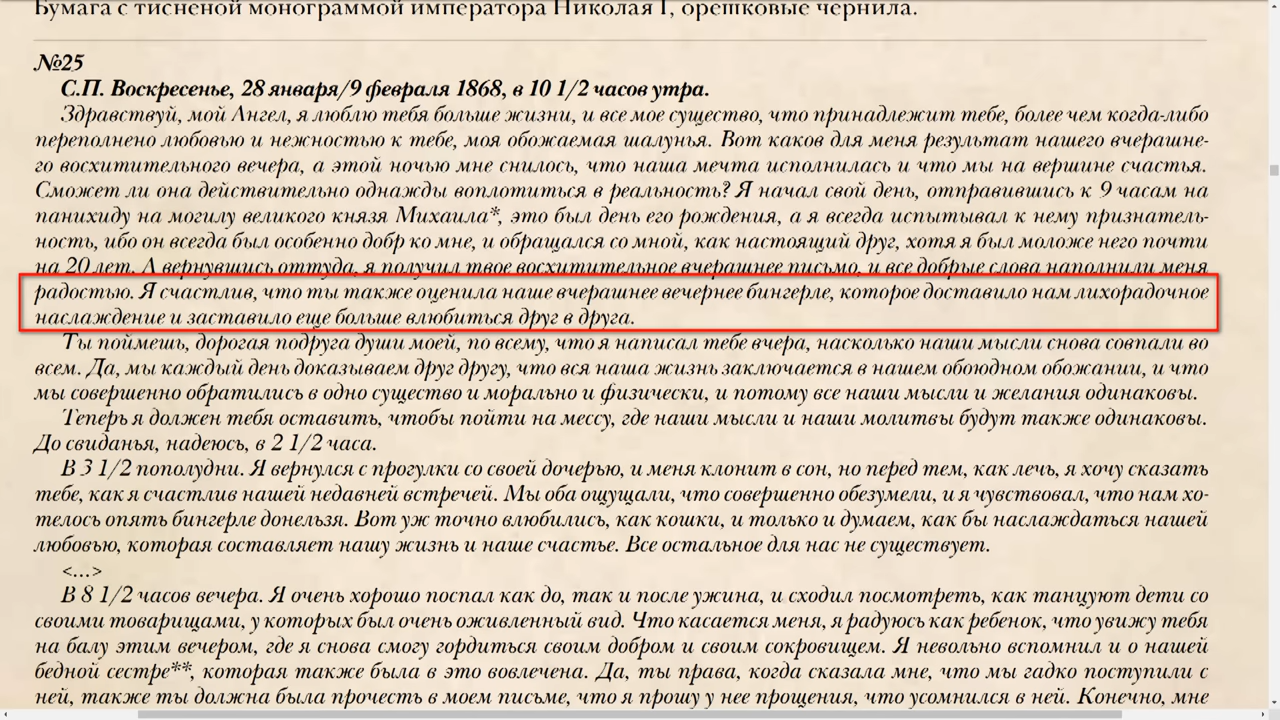 Бумага с тисненой монограммой императора Николая I, орешковые чернила.
№25
С.П. Воскресенье, 28 января/9 февраля 1868, в 10 1/2 часов утра.
Здравствуй, мой Ангел, я люблю тебя больше жизни, и все мое существо, что принадлежит тебе, более чем когда-либо
переполнено любовью и нежностью к тебе, моя обожаемая шалунья. Вот каков для меня результат нашего вчерашне-
го восхитительного вечера, а этой ночью мне снилось, что наша мечта исполнилась и что мы на вершине счастья.
Сможет ли она действительно однажды воплотиться в реальность? Я начал свой день, отправившись к 9 часам на
панихиду на могилу великого князя Михаила*, это был день его рождения, а я всегда испытывал к нему признатель-
ность, ибо он всегда был особенно добр ко мне, и обращался со мной, как настоящий друг, хотя я был моложе него почти
на 20 лет. А вернувшись оттуда, я получил твое восхитительное вчерашнее письмо, и все добрые слова наполнили меня
радостью. Я счастлив, что ты также оценила наше вчерашнее вечернее бингерле, которое доставило нам лихорадочное
наслаждение и заставило еще больше влюбиться друг в друга.
Ты поймешь, дорогая подруга души моей, по всему, что я написал тебе вчера, насколько наши мысли снова совпали во
всем. Да, мы каждый день доказываем друг другу, что вся наша жизнь заключается в нашем обоюдном обожании, и что
мы совершенно обратились в одно существо и морально и физически, и потому все наши мысли и желания одинаковы.
Теперь я должен тебя оставить, чтобы пойти на мессу, где наши мысли и наши молитвы будут также одинаковы.
До свиданья, надеюсь, в 2 1/2 часа.
В 3 1/2 пополудни. Я вернулся с прогулки со своей дочерью, и меня клонит в сон, но перед тем, как лечь, я хочу сказать
тебе, как я счастлив нашей недавней встречей. Мы оба ощущали, что совершенно обезумели, и я чувствовал, что нам хо-
телось опять бингерле донельзя. Вот уж точно влюбились, как кошки, и только и думаем, как бы наслаждаться нашей
любовью, которая составляет нашу жизнь и наше счастье. Все остальное для нас не существует.
<...>
В 8 1/2 часов вечера. Я очень хорошо поспал как до, так и после ужина, и сходил посмотреть, как танцуют дети со
своими товарищами, у которых был очень оживленный вид. Что касается меня, я радуюсь как ребенок, что увижу тебя
на балу этим вечером, где я снова смогу гордиться своим добром и своим сокровищем. Я невольно вспомнил и о нашей
бедной сестре**, которая также была в это вовлечена. Да, ты права, когда сказала мне, что мы гадко поступили с
ней, также ты должна была прочесть в моем письме, что я прошу у нее прощения, что усомнился в ней. Конечно, мне